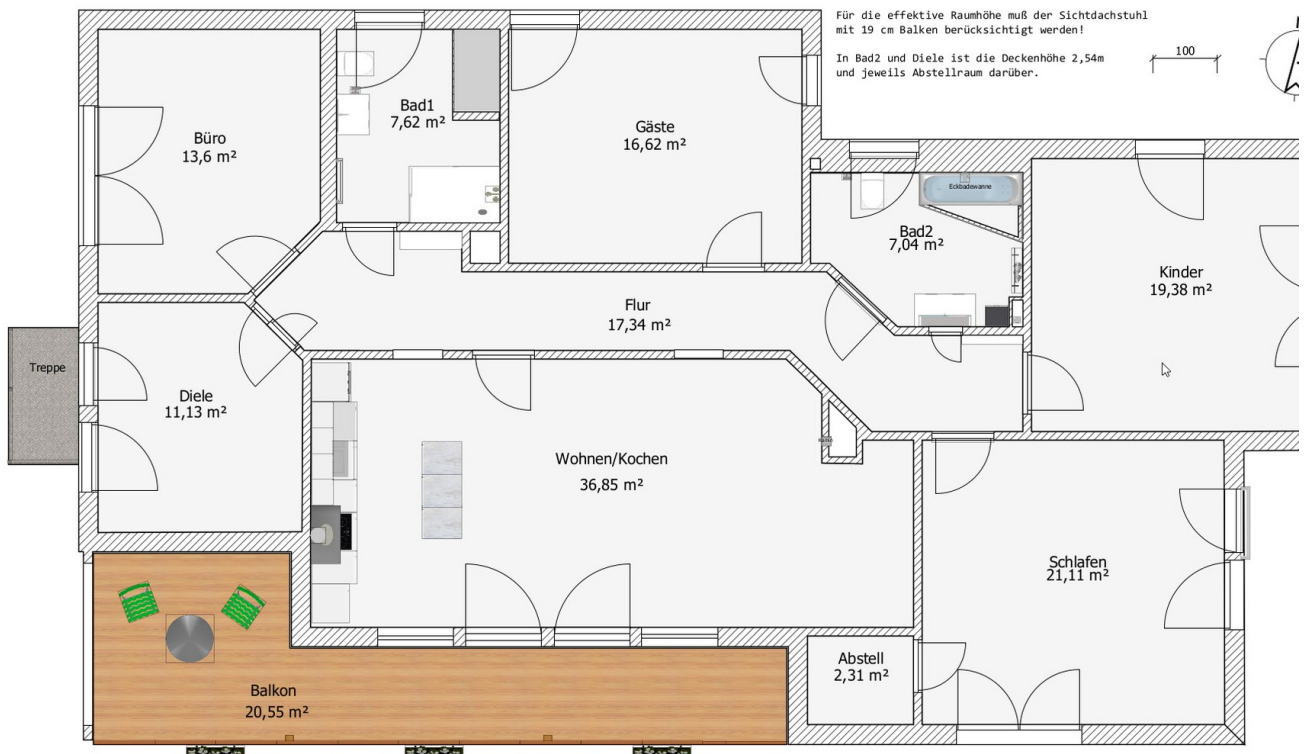 Für die effektive Raumhöhe muß der Sichtdachstuhl
mit 19 cm Balken berücksichtigt werden!
In Bad2 und Diele ist die Deckenhöhe 2,54m
und jeweils Abstellraum darüber.
100
Bad1
7,62 m²
Büro
13,6 m²
Gäste
16,62 m²
Eckbadewanne
Bad2
7,04 m²
Kinder
19,38 m²
Flur
17,34 m²
Treppe
Diele
11,13 m²
Wohnen/Kochen
36,85 m²
Schlafen
21,11 m²
Abstell
2,31 m²
Balkon
20,55 m²